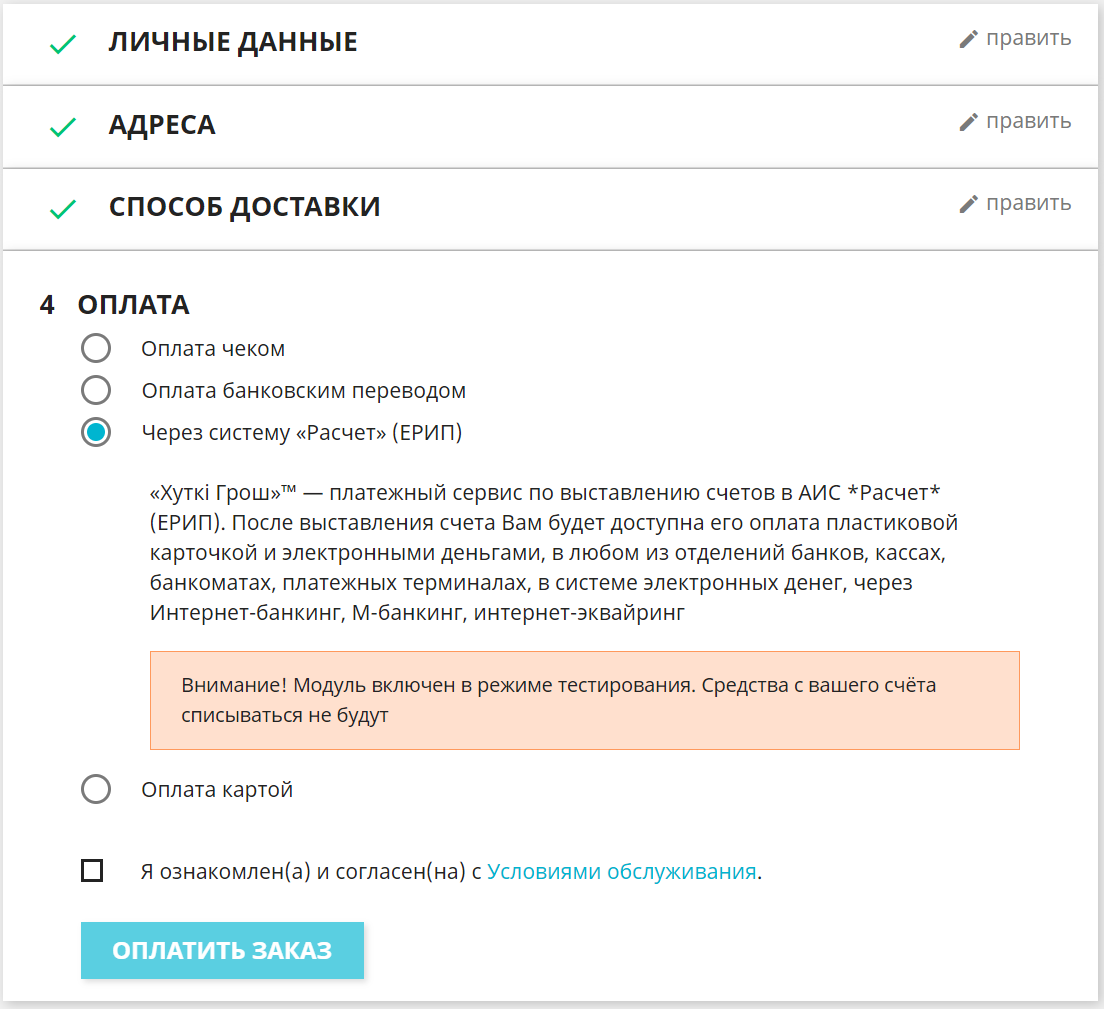 ЛИЧНЫЕ ДАННЫЕ
править
АДРЕСА
править
СПОСОБ ДОСТАВКИ
править
4 ОПЛАТА
Оплата чеком
Оплата банковским переводом
Через систему «Расчет» (ЕРИП)
«Хуткi Грош»™ — платежный сервис по выставлению счетов в АИС *Расчет*
(ЕРИП). После выставления счета Вам будет доступна его оплата пластиковой
карточкой и электронными деньгами, в любом из отделений банков, кассах,
банкоматах, платежных терминалах, в системе электронных денег, через
Интернет-банкинг, М-банкинг, интернет-эквайринг
Внимание! Модуль включен в режиме тестирования. Средства с вашего счёта
списываться не будут
Оплата картой
Я ознакомлен(а) и согласен(на) с Условиями обслуживания.
ОПЛАТИТЬ ЗАКАЗ